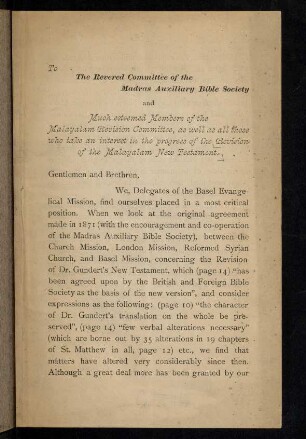 To
The Revered Committee of the
Madras Auxiliary Bible Society
and
Much esteemed Members of the
Malayalam Revision Committee, as well as all those
who take an interest in the progress of the Revision
of the Malayalam New Testament.
Gentlemen and Brethren,
We, Delegates of the Basel Evange-
lical Mission, find ourselves placed in a most critical
position. When we look at the original agreement
made in 1871 (with the encouragement and co-operation
of the Madras Auxiliary Bible Society), between the
Church Mission, London Mission, Reformed Syrian
Church, and Basel Mission, concerning the Revision
of Dr. Gundert's New Testament, which (page 14) "has
been agreed upon by the British and Foreign Bible
Society as the basis of the new version", and consider
expressions as the following: (page 10) "the character
of Dr. Gundert's translation on the whole be pre-
served", (page 14) "few verbal alterations necessary"
(which are borne out by 35 alterations in 19 chapters
of St. Matthew in all, page 12) etc., we find that
matters have altered very considerably since then.
Although a great deal more has been granted by our